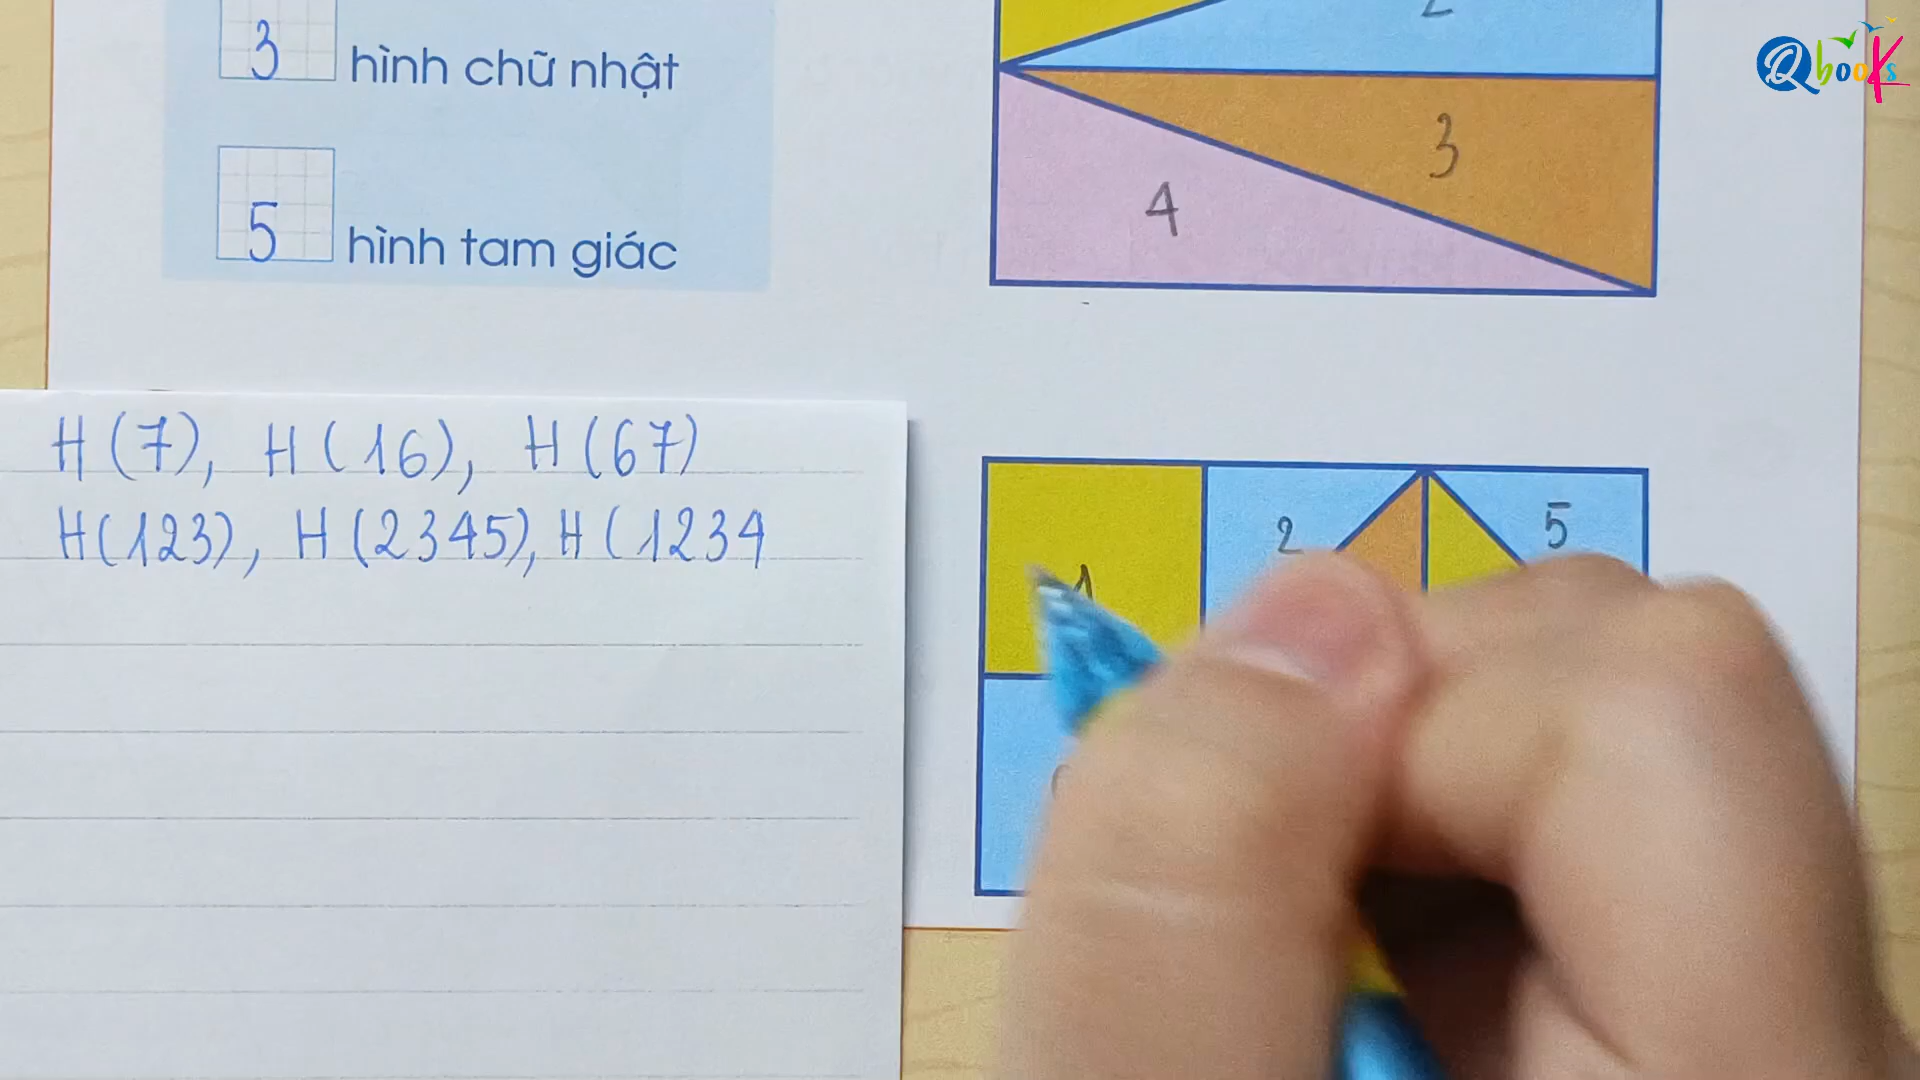 3 hình chữ nhật
5 hình tam giác
2
3
4
H(7), H(16), H(67)
H(123), H(2345), H(1234
2
5
1
Qbooks